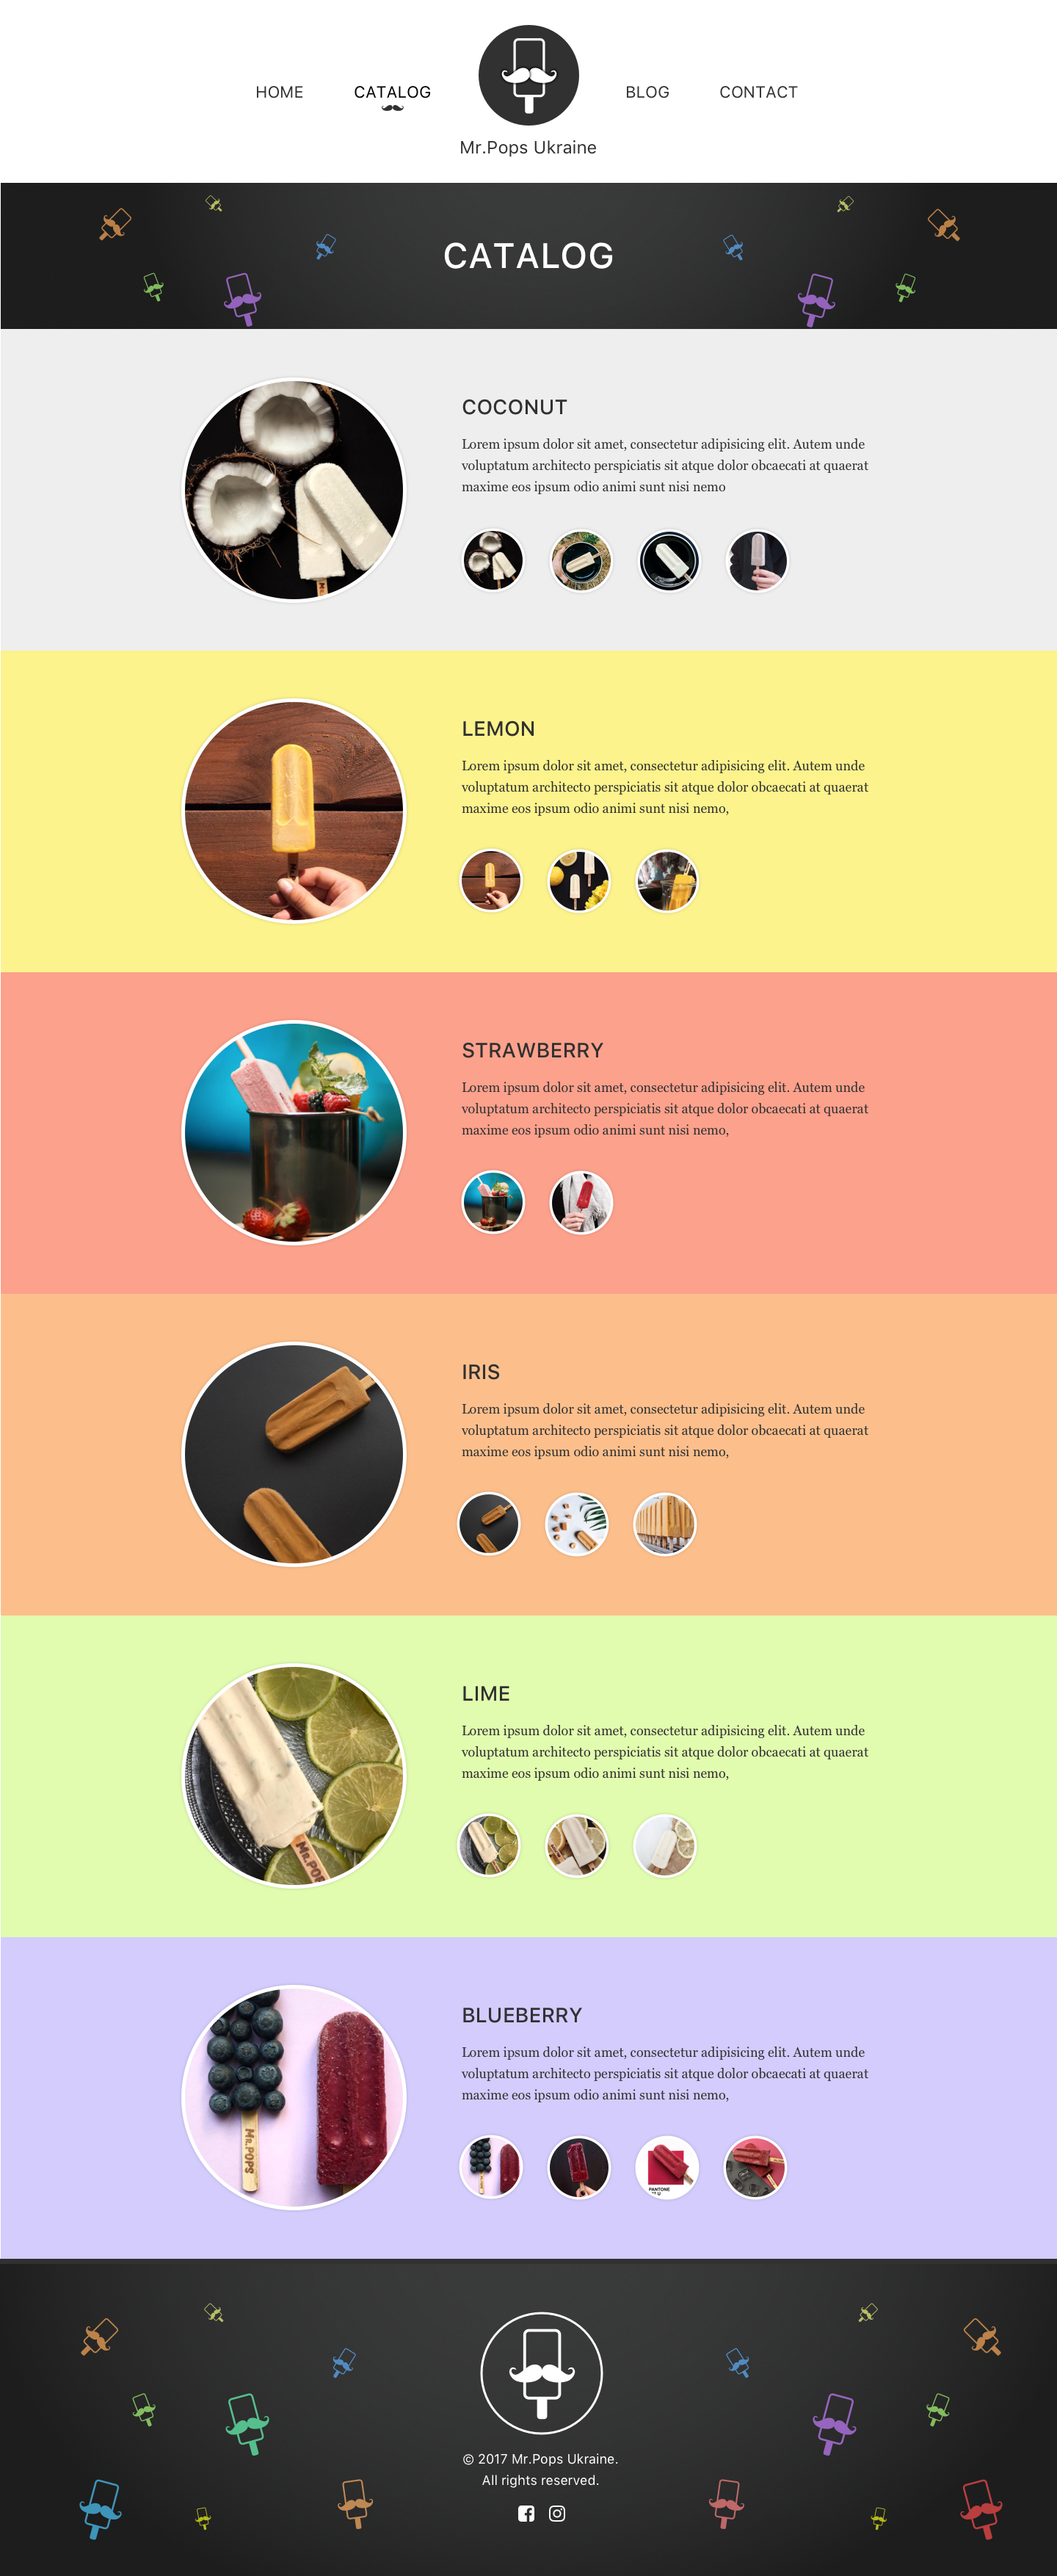 HOME
CATALOG
BLOG
CONTACT
Mr.Pops Ukraine
CATALOG
COCONUT
Lorem ipsum dolor sit amet, consectetur adipisicing elit. Autem unde
voluptatum architecto perspiciatis sit atque dolor obcaecati at quaerat
maxime eos ipsum odio animi sunt nisi nemo
LEMON
Lorem ipsum dolor sit amet, consectetur adipisicing elit. Autem unde
voluptatum architecto perspiciatis sit atque dolor obcaecati at quaerat
maxime eos ipsum odio animi sunt nisi nemo,
STRAWBERRY
Lorem ipsum dolor sit amet, consectetur adipisicing elit. Autem unde
voluptatum architecto perspiciatis sit atque dolor obcaecati at quaerat
maxime eos ipsum odio animi sunt nisi nemo,
IRIS
Lorem ipsum dolor sit amet, consectetur adipisicing elit. Autem unde
voluptatum architecto perspiciatis sit atque dolor obcaecati at quaerat
maxime eos ipsum odio animi sunt nisi nemo,
LIME
Lorem ipsum dolor sit amet, consectetur adipisicing elit. Autem unde
voluptatum architecto perspiciatis sit atque dolor obcaecati at quaerat
maxime eos ipsum odio animi sunt nisi nemo,
MR.POP
BLUEBERRY
Lorem ipsum dolor sit amet, consectetur adipisicing elit. Autem unde
voluptatum architecto perspiciatis sit atque dolor obcaecati at quaerat
maxime eos ipsum odio animi sunt nisi nemo,
MR.POPS
PANTONE
© 2017 Mr.Pops Ukraine.
All rights reserved.